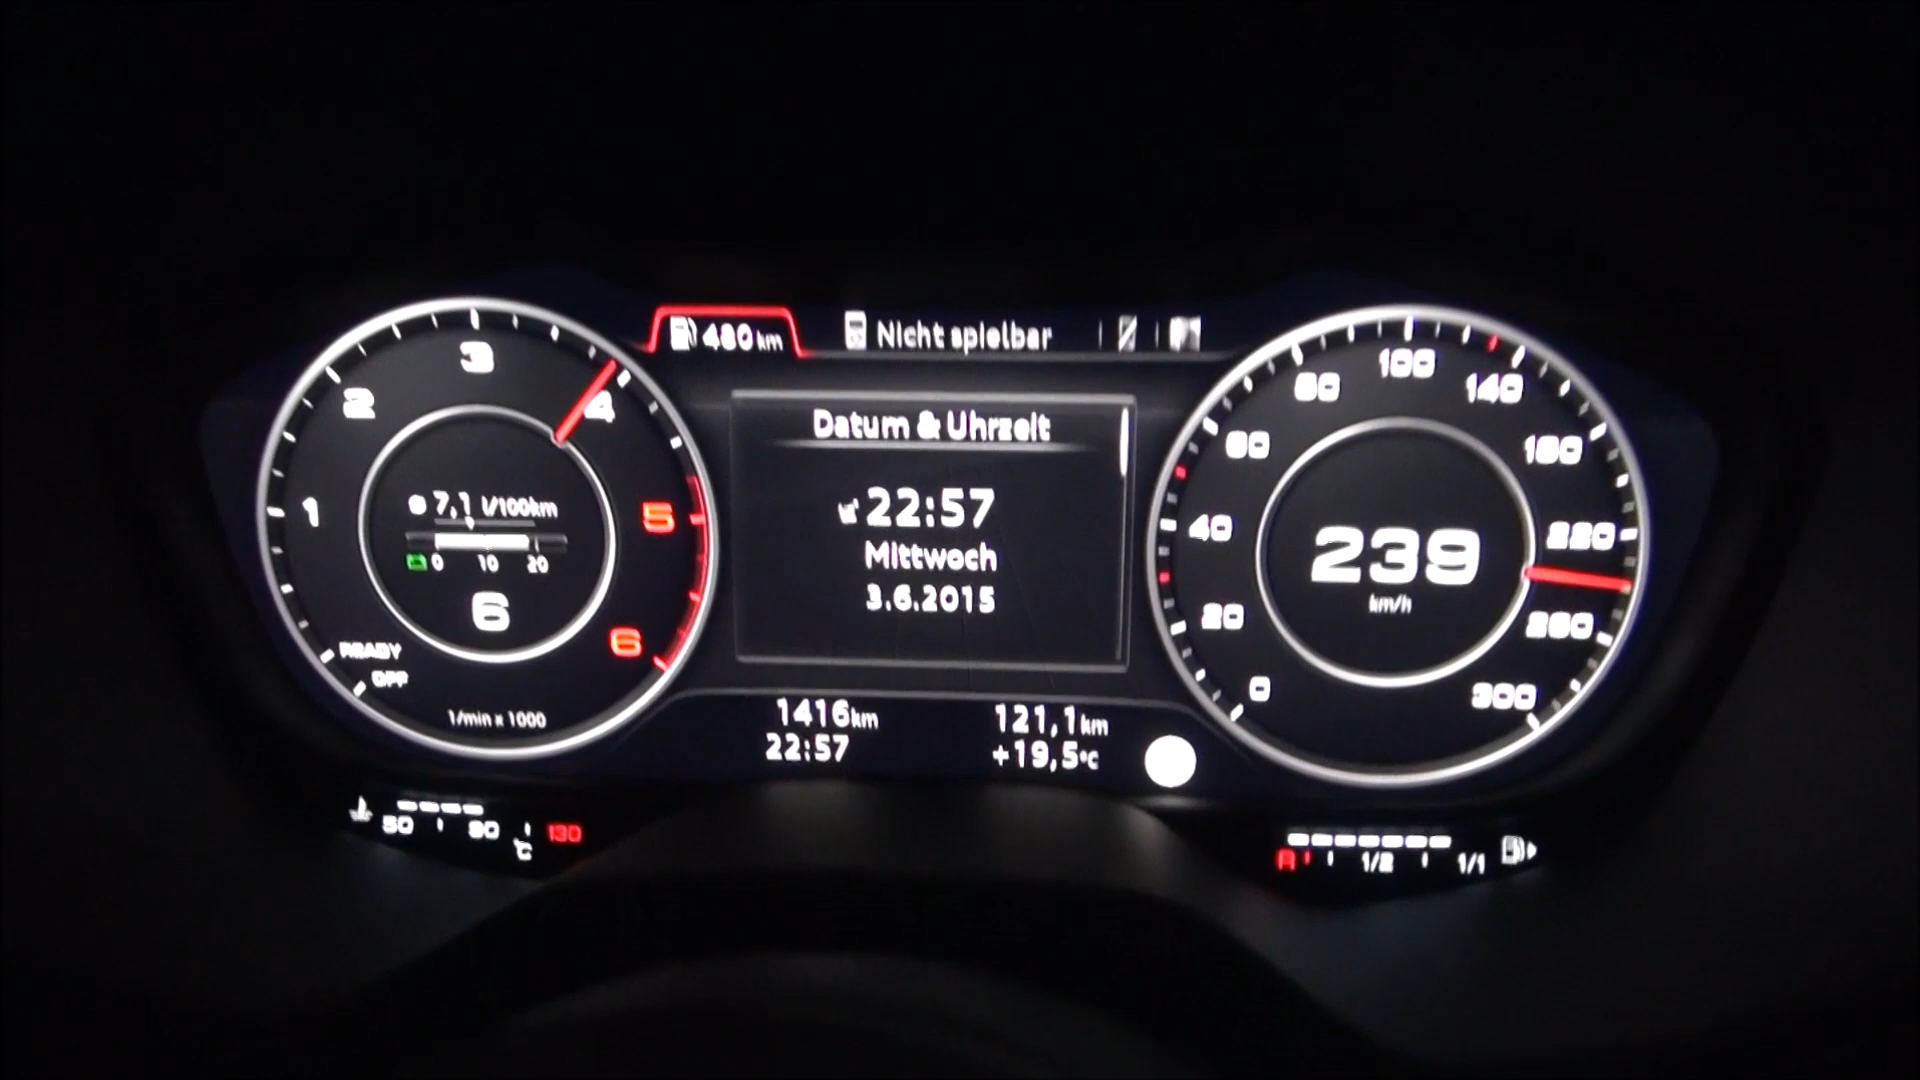 480 km
Nicht spielbar
3
2
4
1
5
6
READY
OFF
1/min x 1000
7,1 l/100km
0 10 20
6
Datum & Uhrzeit
22:57
Mittwoch
3.6.2015
1416 km
121,1 km
22:57
+19,5 °C
100
80
140
60
180
40
220
20
260
0
300
239
km/h
50 90 °C 130
R 1/2 1/1